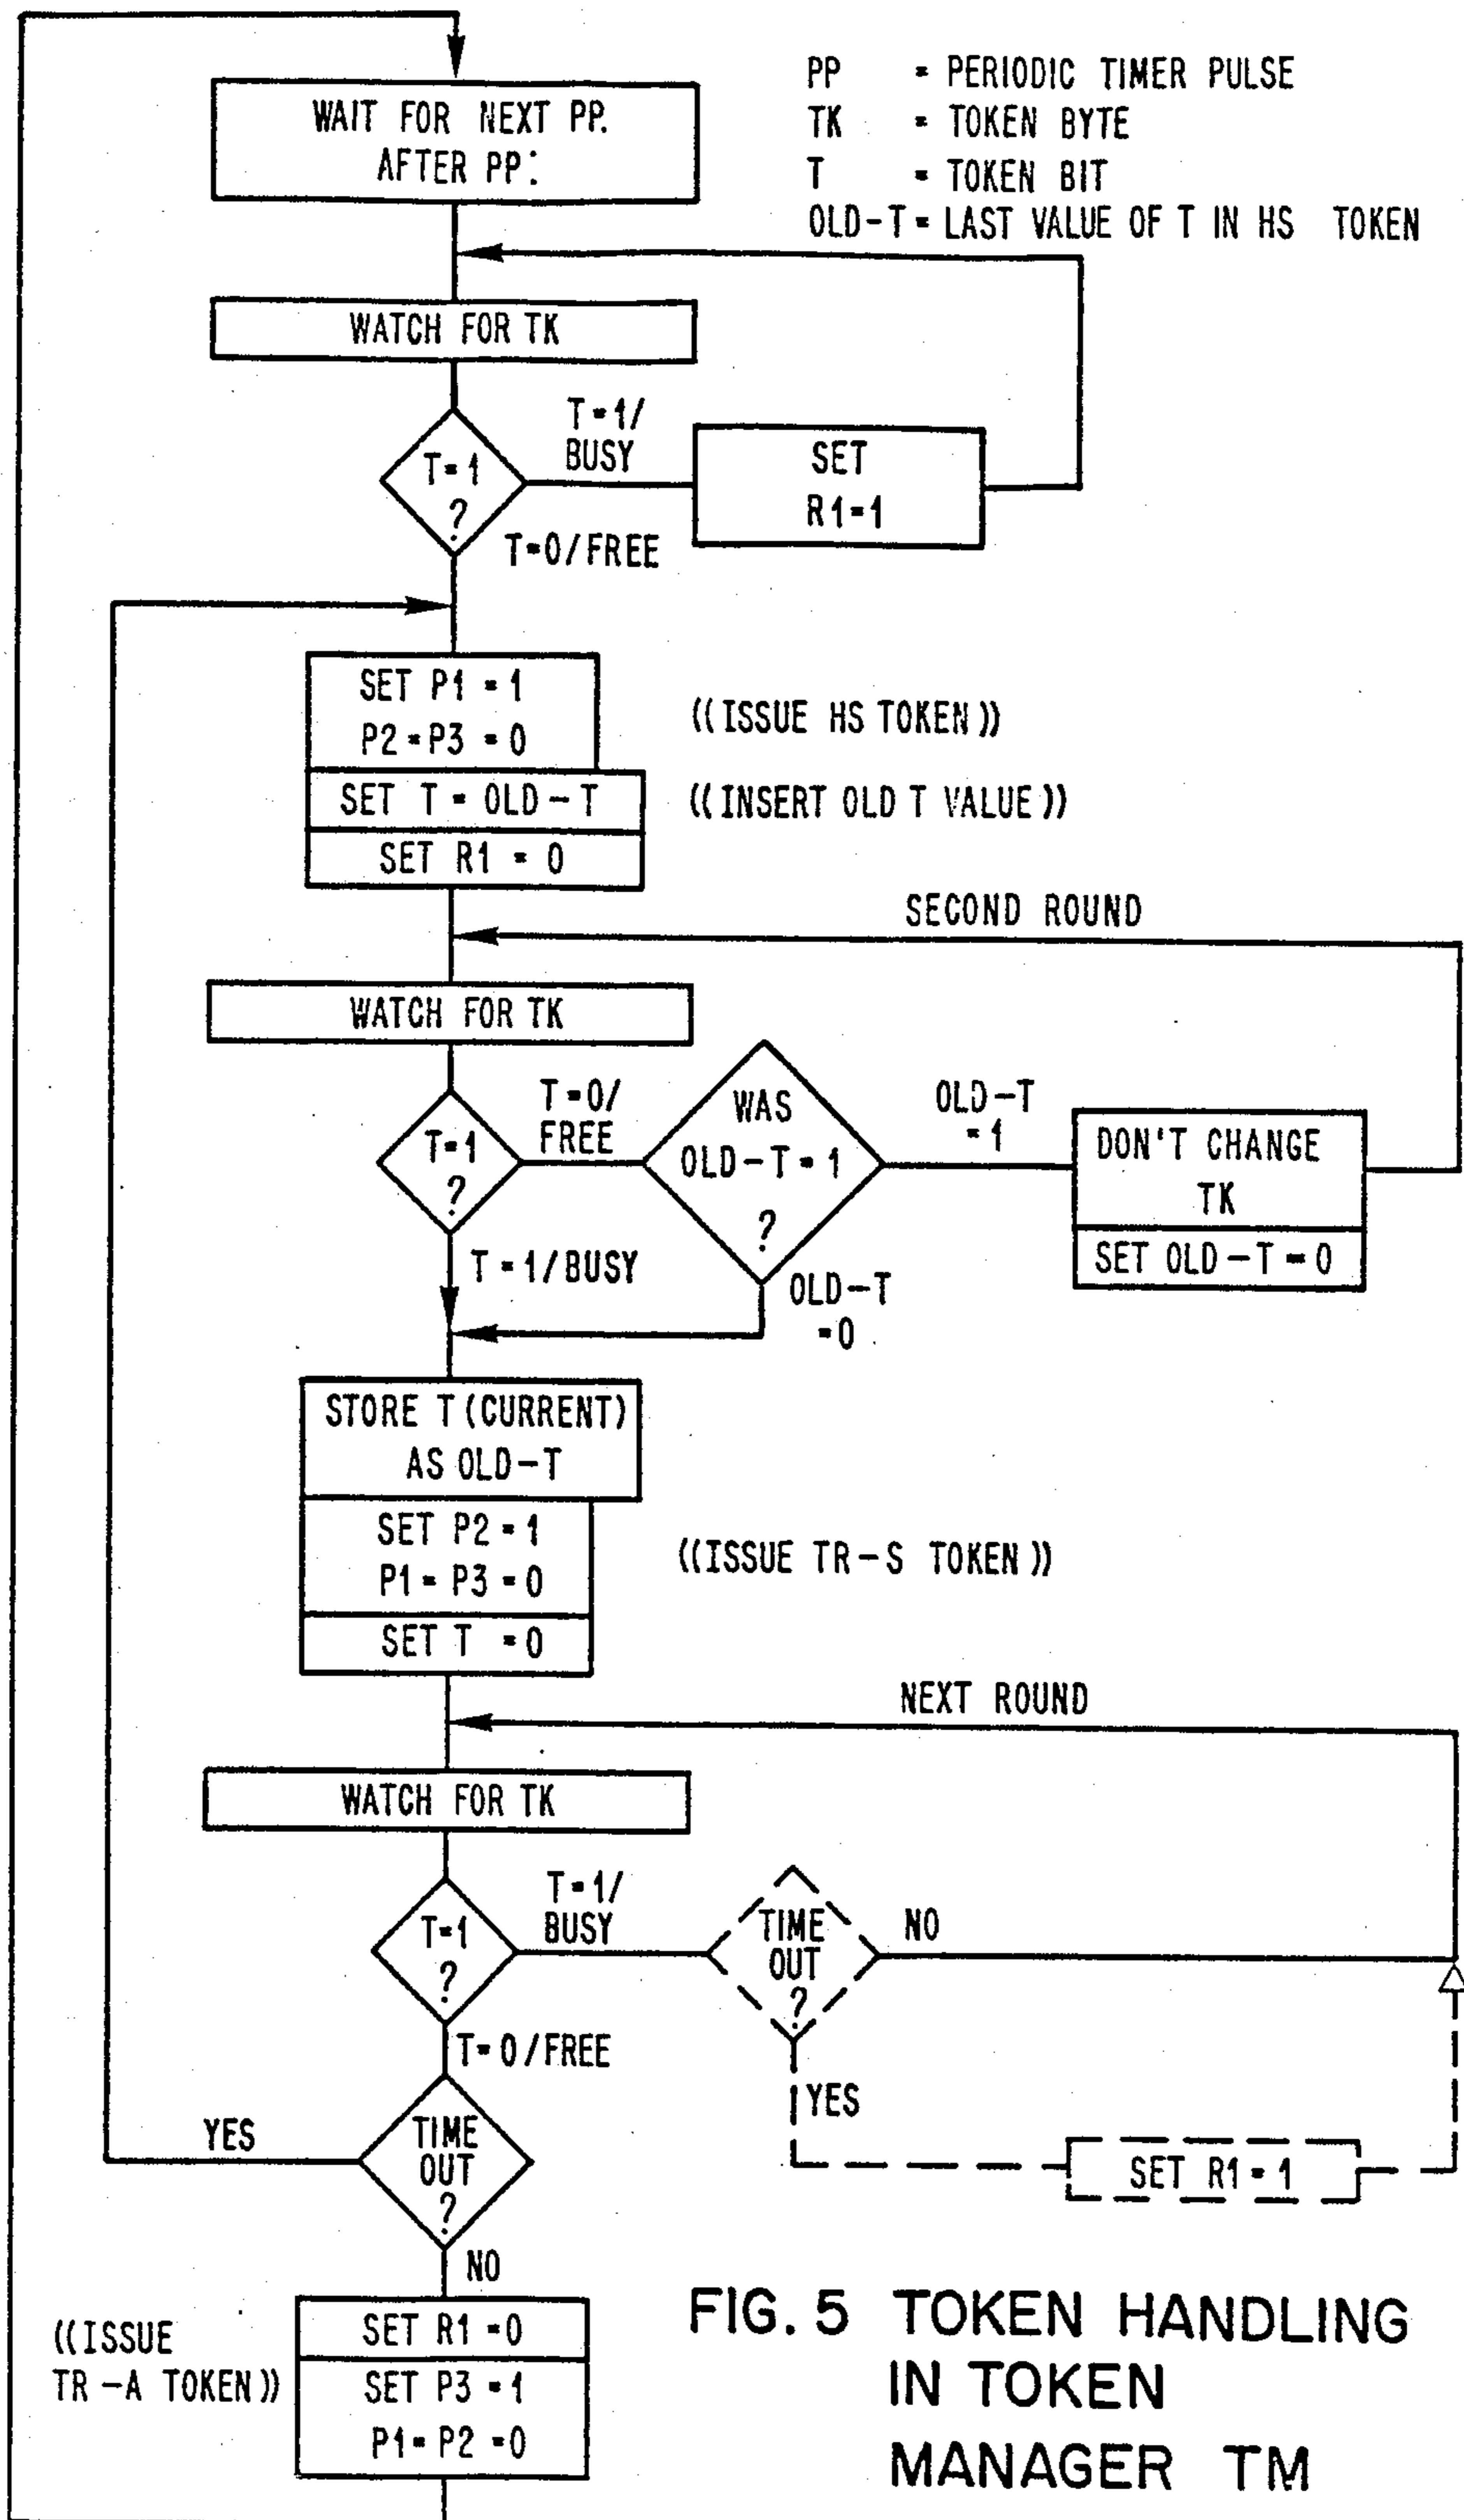 PP = PERIODIC TIMER PULSE
TK = TOKEN BYTE
T = TOKEN BIT
OLD-T = LAST VALUE OF T IN HS TOKEN
WAIT FOR NEXT PP.
AFTER PP:
WATCH FOR TK
T=1
?
T=1/
BUSY
SET
R1=1
T=0/FREE
SET P1 = 1
P2=P3 =0
((ISSUE HS TOKEN))
SET T = OLD-T
((INSERT OLD T VALUE))
SET R1 = 0
SECOND ROUND
WATCH FOR TK
T=1
?
T=0/
FREE
WAS
OLD-T=1
?
OLD-T
=1
DON'T CHANGE
TK
SET OLD-T=0
T=1/BUSY
OLD-T
=0
STORE T(CURRENT)
AS OLD-T
SET P2=1
P1=P3=0
((ISSUE TR-S TOKEN))
SET T =0
NEXT ROUND
WATCH FOR TK
T=1
?
T=1/
BUSY
TIME
OUT
?
NO
T=0/FREE
YES
SET R1=1
YES
TIME
OUT
?
NO
((ISSUE
TR-A TOKEN))
SET R1=0
SET P3=1
P1=P2=0
FIG. 5 TOKEN HANDLING
IN TOKEN
MANAGER TM